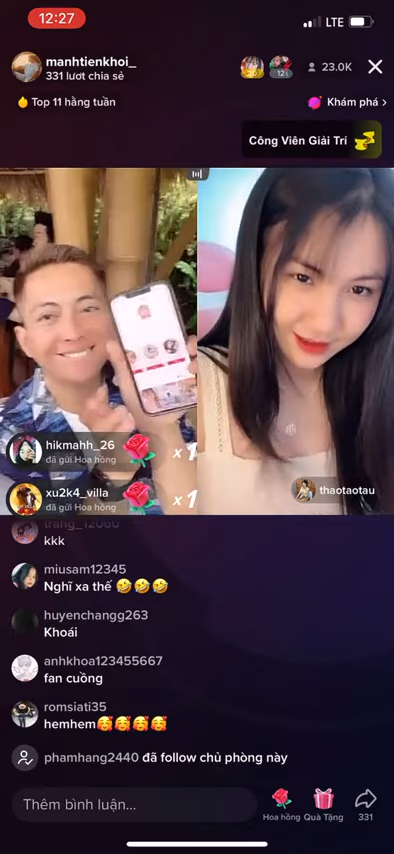 12:27
LTE
manhtienkhoi_
331 lượt chia sẻ
23.0K
Top 11 hằng tuần
Khám phá >
Công Viên Giải Trí
hikmahh_26
đã gửi Hoa hồng
x1
xu2k4_villa
đã gửi Hoa hồng
x1
thaotaotau
trang_12060
kkk
miusam12345
Nghĩ xa thế 🤣🤣🤣
huyenchangg263
Khoái
anhkhoa123455667
fan cuồng
romsiati35
hemhem🥰🥰🥰🥰
phamhang2440 đã follow chủ phòng này
Thêm bình luận...
Hoa hồng
Quà Tặng
331